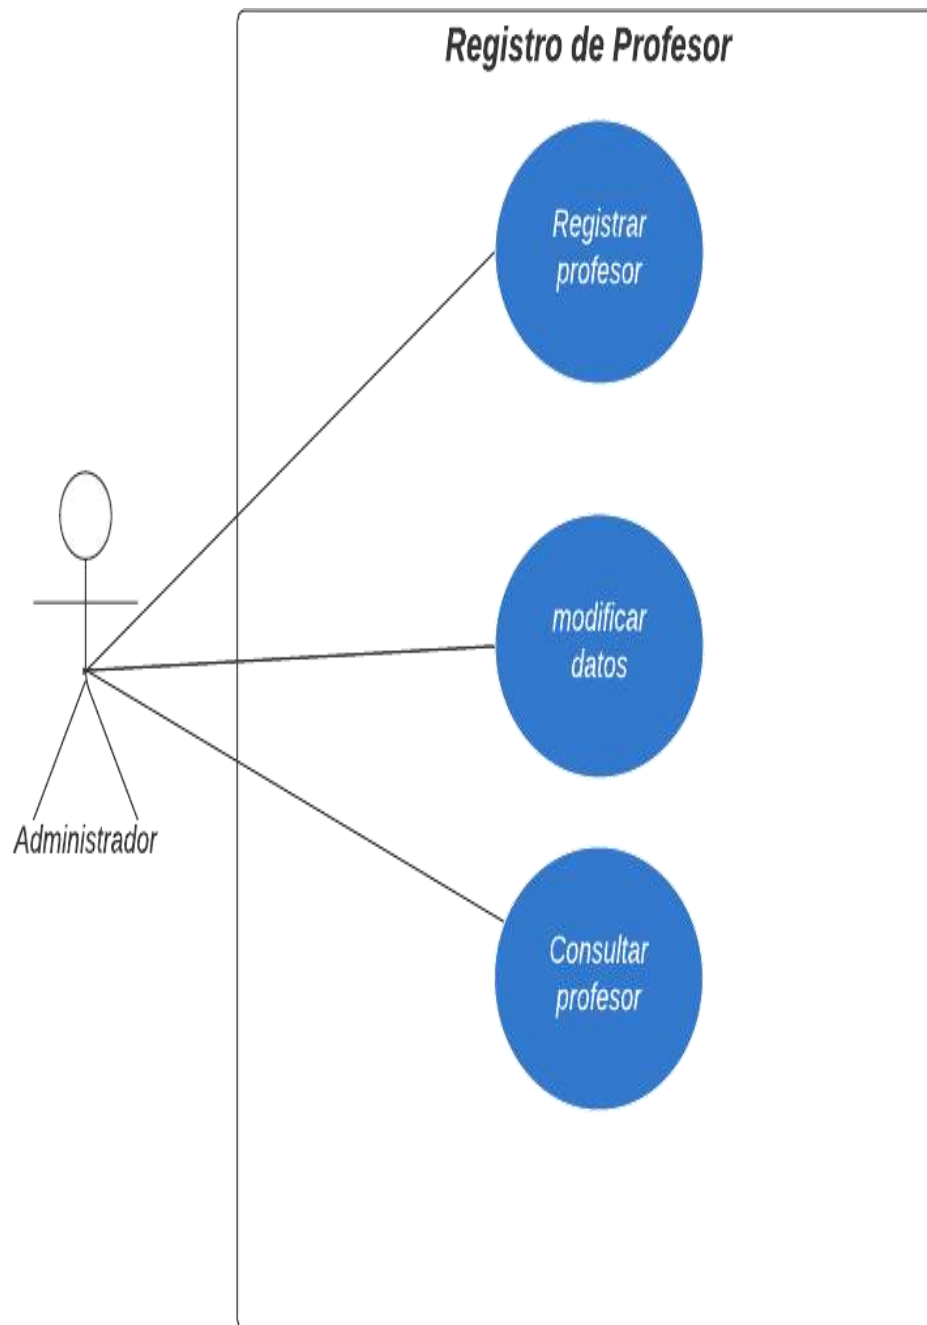 Registro de Profesor
Registrar
profesor
modificar
datos
Administrador
Consultar
profesor